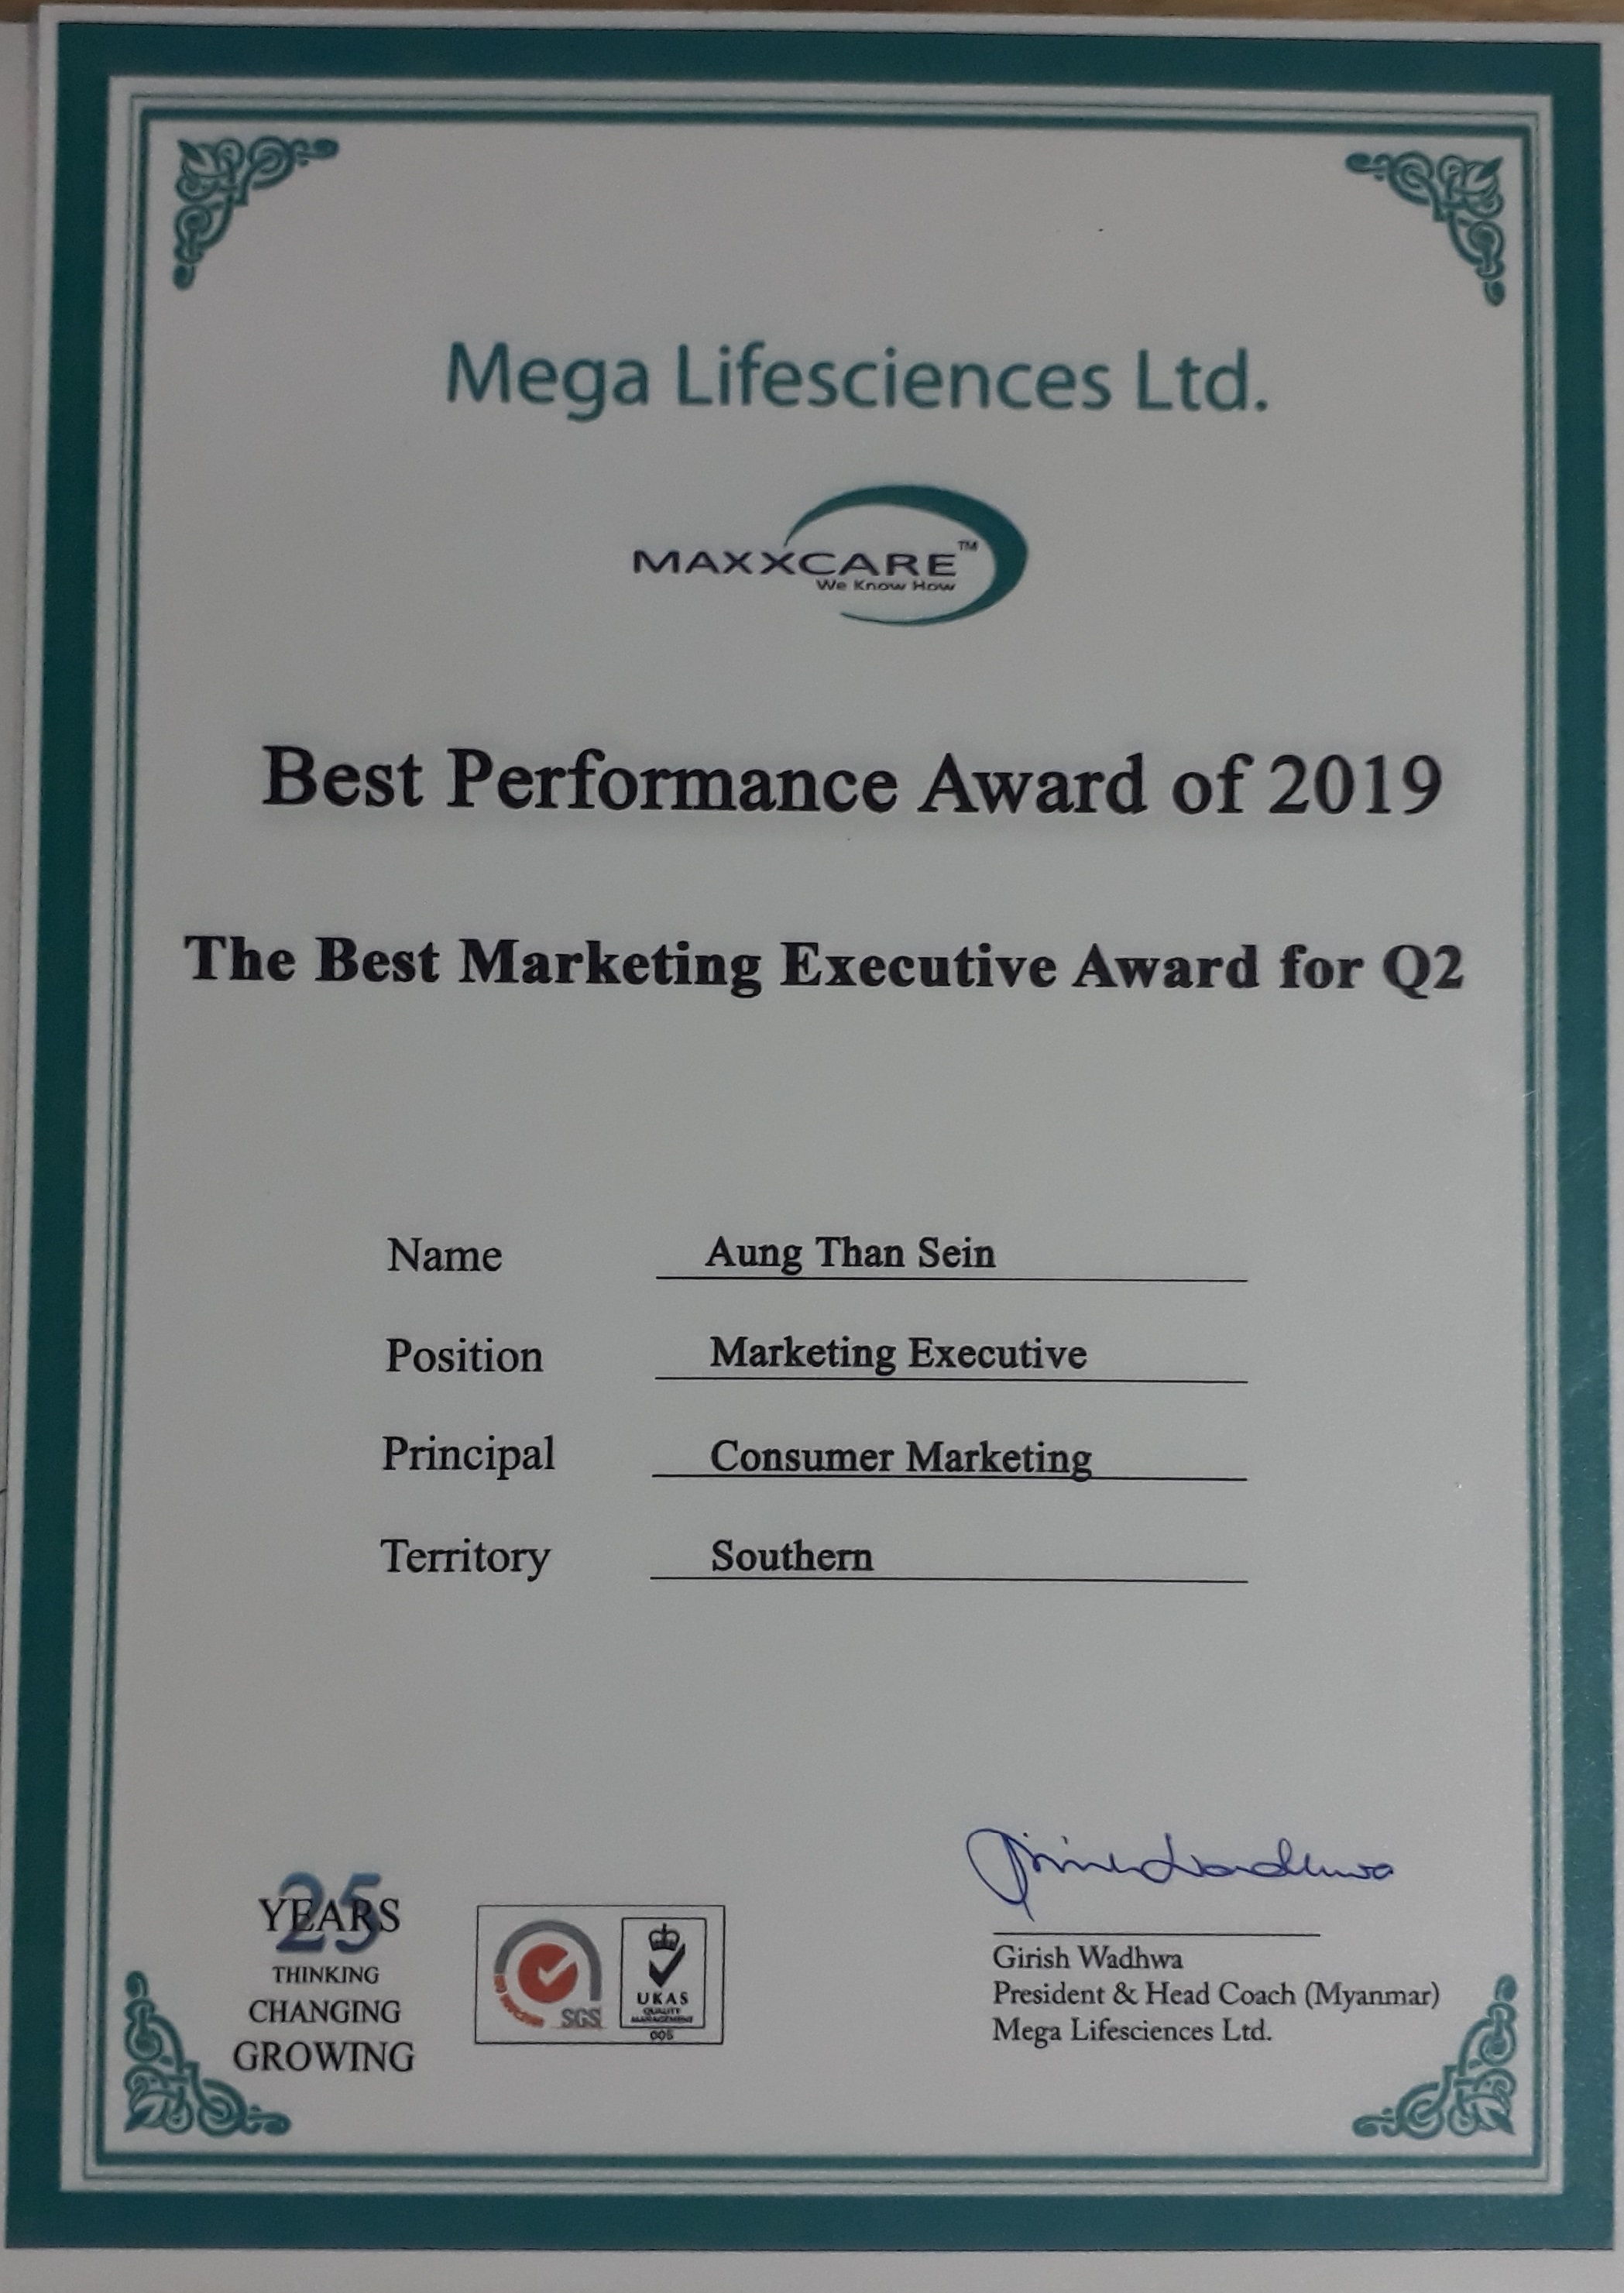 Mega Lifesciences Ltd.
MAXXCARE™
We Know How
Best Performance Award of 2019
The Best Marketing Executive Award for Q2
Name Aung Than Sein
Position Marketing Executive
Principal Consumer Marketing
Territory Southern
25
YEARS
THINKING
CHANGING
GROWING
SGS
UKAS
QUALITY
MANAGEMENT
005
Girish Wadhwa
President & Head Coach (Myanmar)
Mega Lifesciences Ltd.